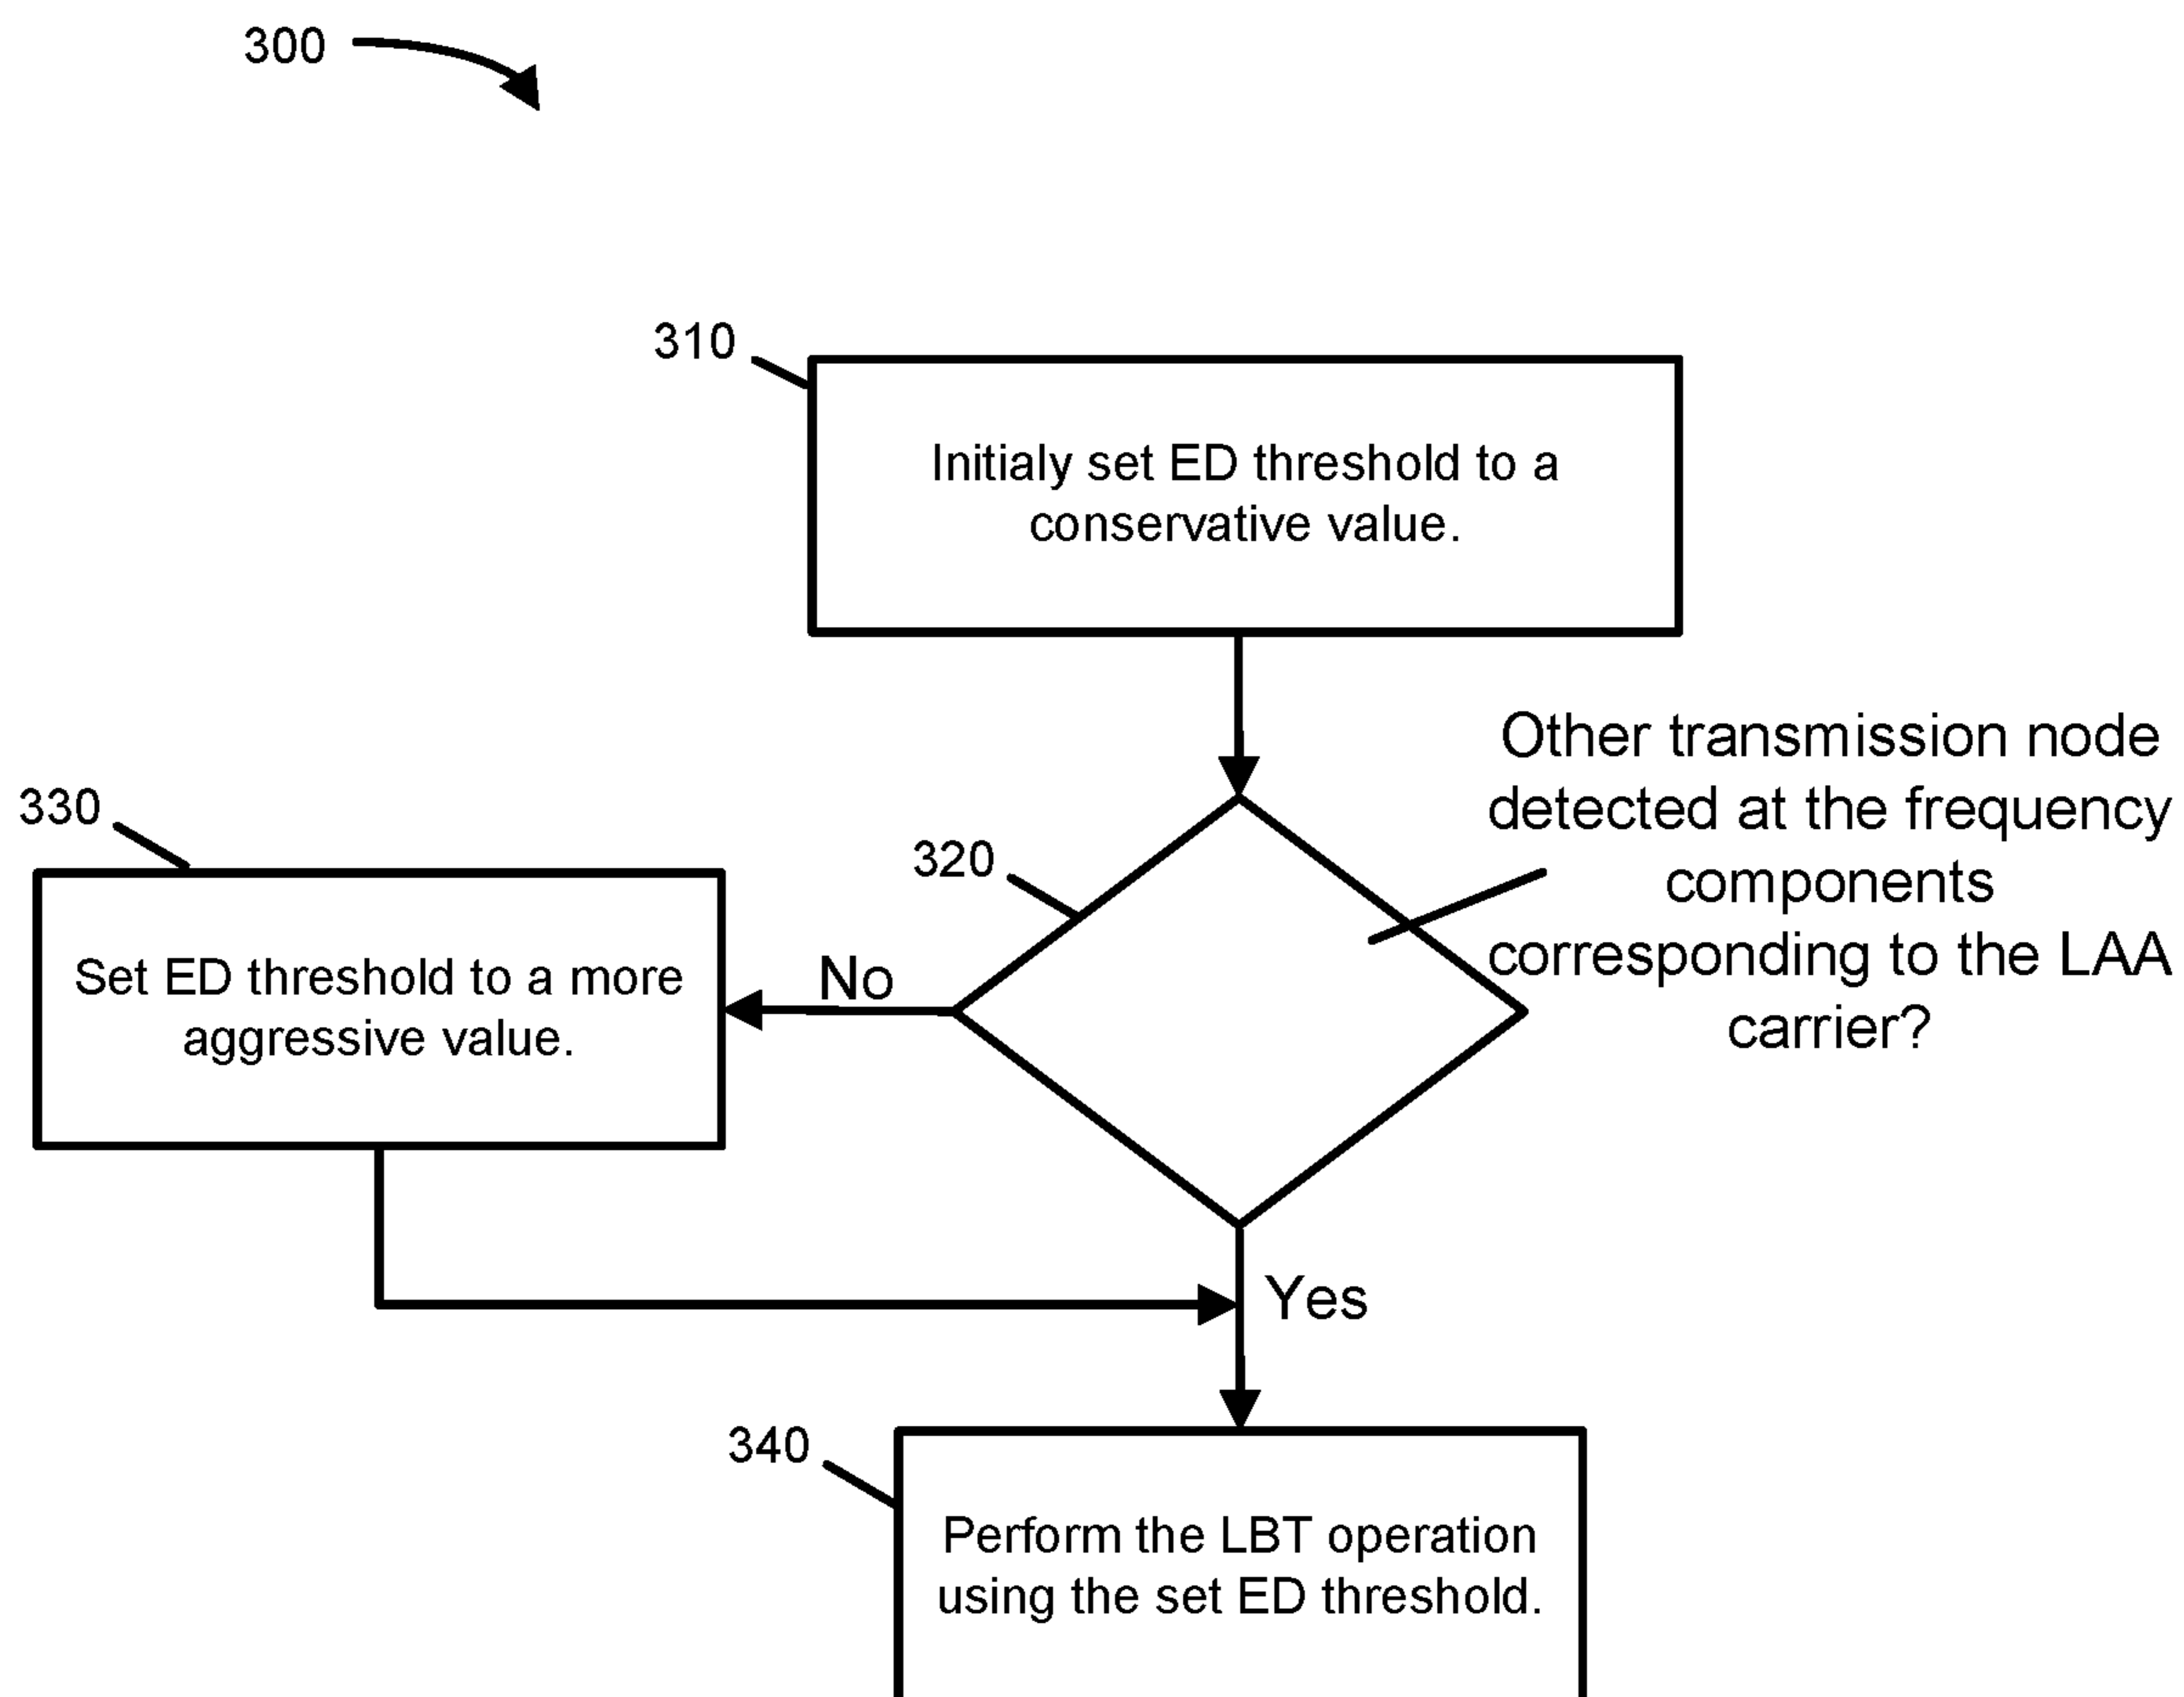 300
310
Initialy set ED threshold to a
conservative value.
Other transmission node
detected at the frequency
components
corresponding to the LAA
carrier?
320
330
No
Set ED threshold to a more
aggressive value.
Yes
340
Perform the LBT operation
using the set ED threshold.